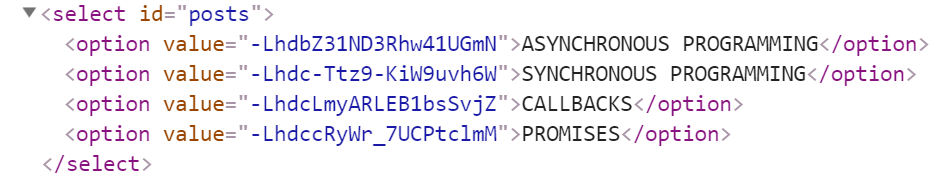 ▼<select id="posts">
<option value="-LhdbZ31ND3Rhw41UGmN">ASYNCHRONOUS PROGRAMMING</option>
<option value="-Lhdc-Ttz9-KiW9uvh6W">SYNCHRONOUS PROGRAMMING</option>
<option value="-LhdcLmyARLEB1bsSvjZ">CALLBACKS</option>
<option value="-LhdccRyWr_7UCPtclmM">PROMISES</option>
</select>